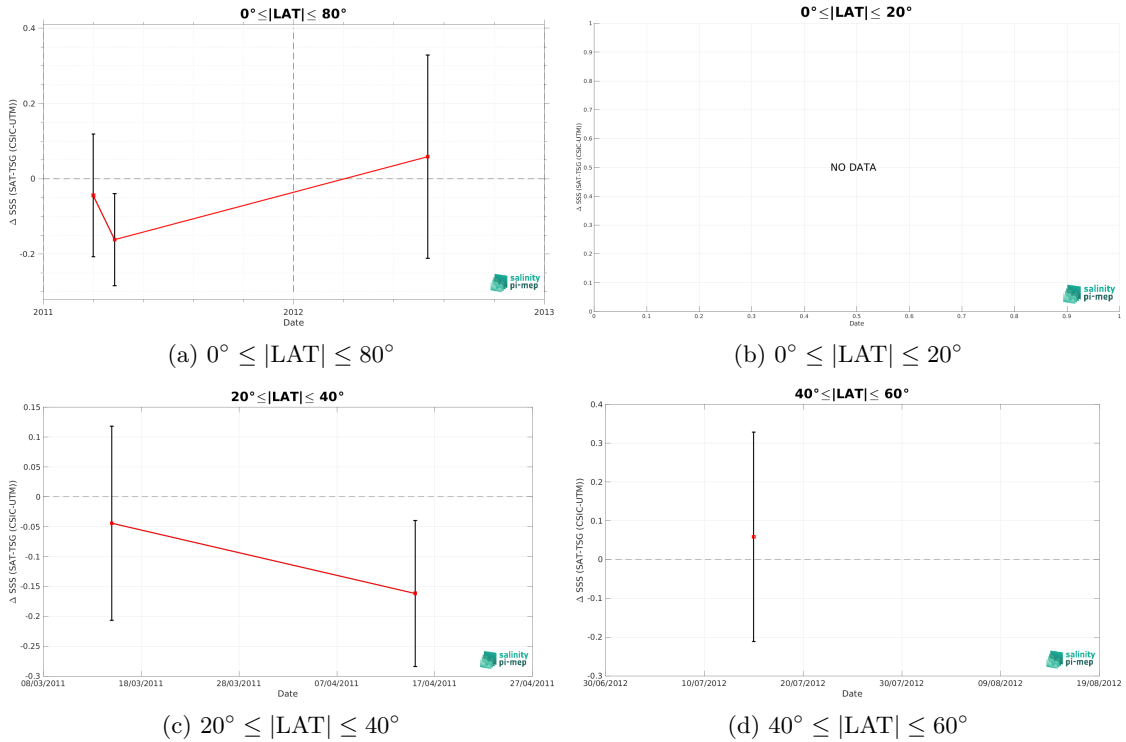 0°≤|LAT|≤ 80°
0.4
0.2
0
-0.2
Δ SSS (SAT-TSG (CSIC-UTM))
salinity
pi-mep
2011
2012
2013
Date
(a) 0° ≤ |LAT| ≤ 80°
0°≤|LAT|≤ 20°
1
0.9
0.8
0.7
0.6
0.5
0.4
0.3
0.2
0.1
0
Δ SSS (SAT-TSG (CSIC-UTM))
NO DATA
salinity
pi-mep
0 0.1 0.2 0.3 0.4 0.5 0.6 0.7 0.8 0.9 1
Date
(b) 0° ≤ |LAT| ≤ 20°
20°≤|LAT|≤ 40°
0.15
0.1
0.05
0
-0.05
-0.1
-0.15
-0.2
-0.25
-0.3
Δ SSS (SAT-TSG (CSIC-UTM))
salinity
pi-mep
08/03/2011 18/03/2011 28/03/2011 07/04/2011 17/04/2011 27/04/2011
Date
(c) 20° ≤ |LAT| ≤ 40°
40°≤|LAT|≤ 60°
0.4
0.3
0.2
0.1
0
-0.1
-0.2
-0.3
Δ SSS (SAT-TSG (CSIC-UTM))
salinity
pi-mep
30/06/2012 10/07/2012 20/07/2012 30/07/2012 09/08/2012 19/08/2012
Date
(d) 40° ≤ |LAT| ≤ 60°